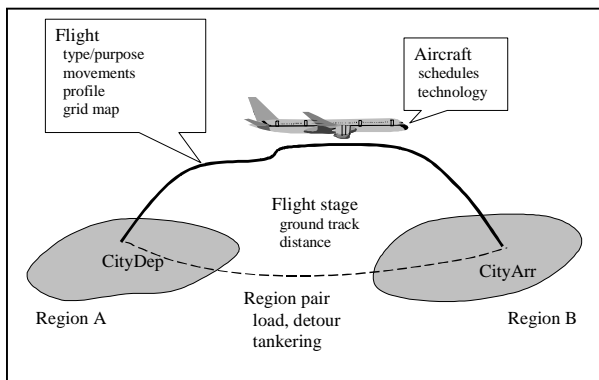 Flight
type/purpose
movements
profile
grid map
Aircraft
schedules
technology
Flight stage
ground track
distance
CityDep
CityArr
Region A
Region pair
load, detour
tankering
Region B